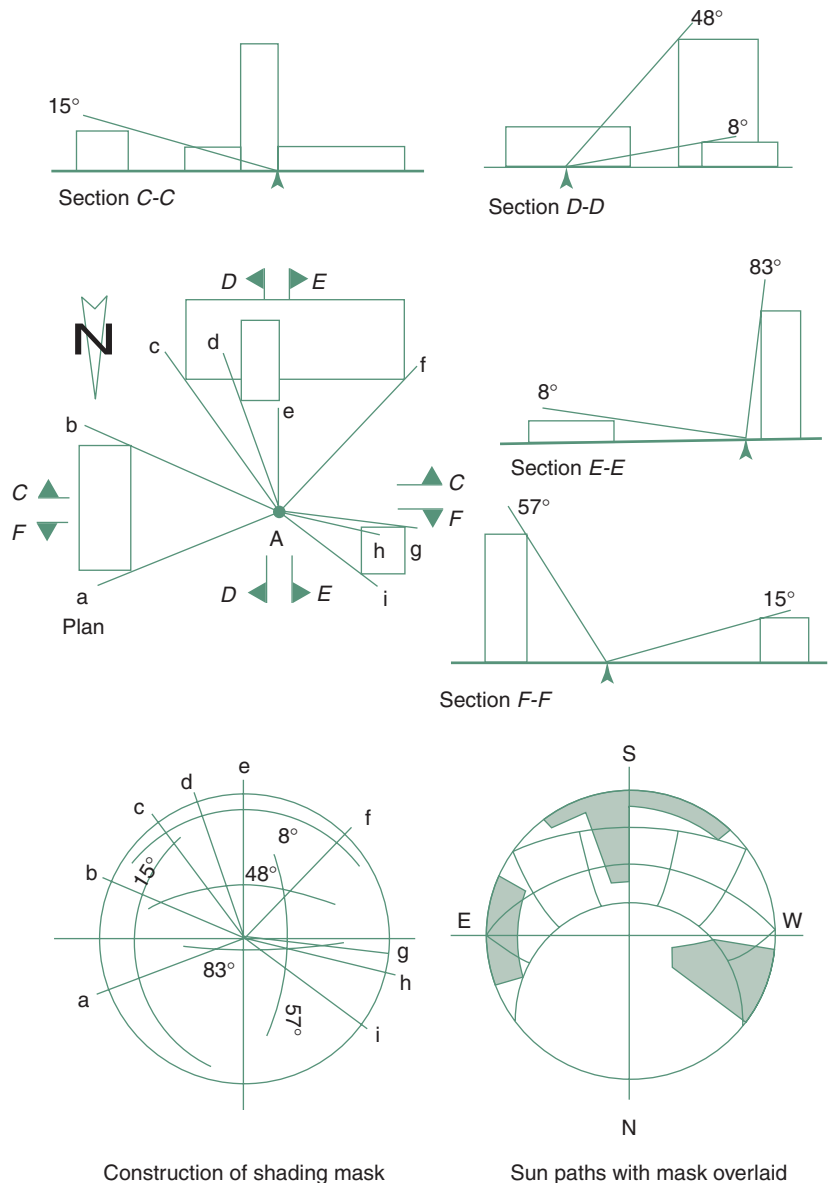 48°
15°
8°
Section C-C
Section D-D
83°
D E
N
c
d
f
e
b
8°
C
C
Section E-E
F
F
57°
A
h
g
a
D E
i
15°
Plan
Section F-F
e
S
d
c
f
8°
15°
b
48°
E
W
g
83°
h
a
57°
i
N
Construction of shading mask
Sun paths with mask overlaid